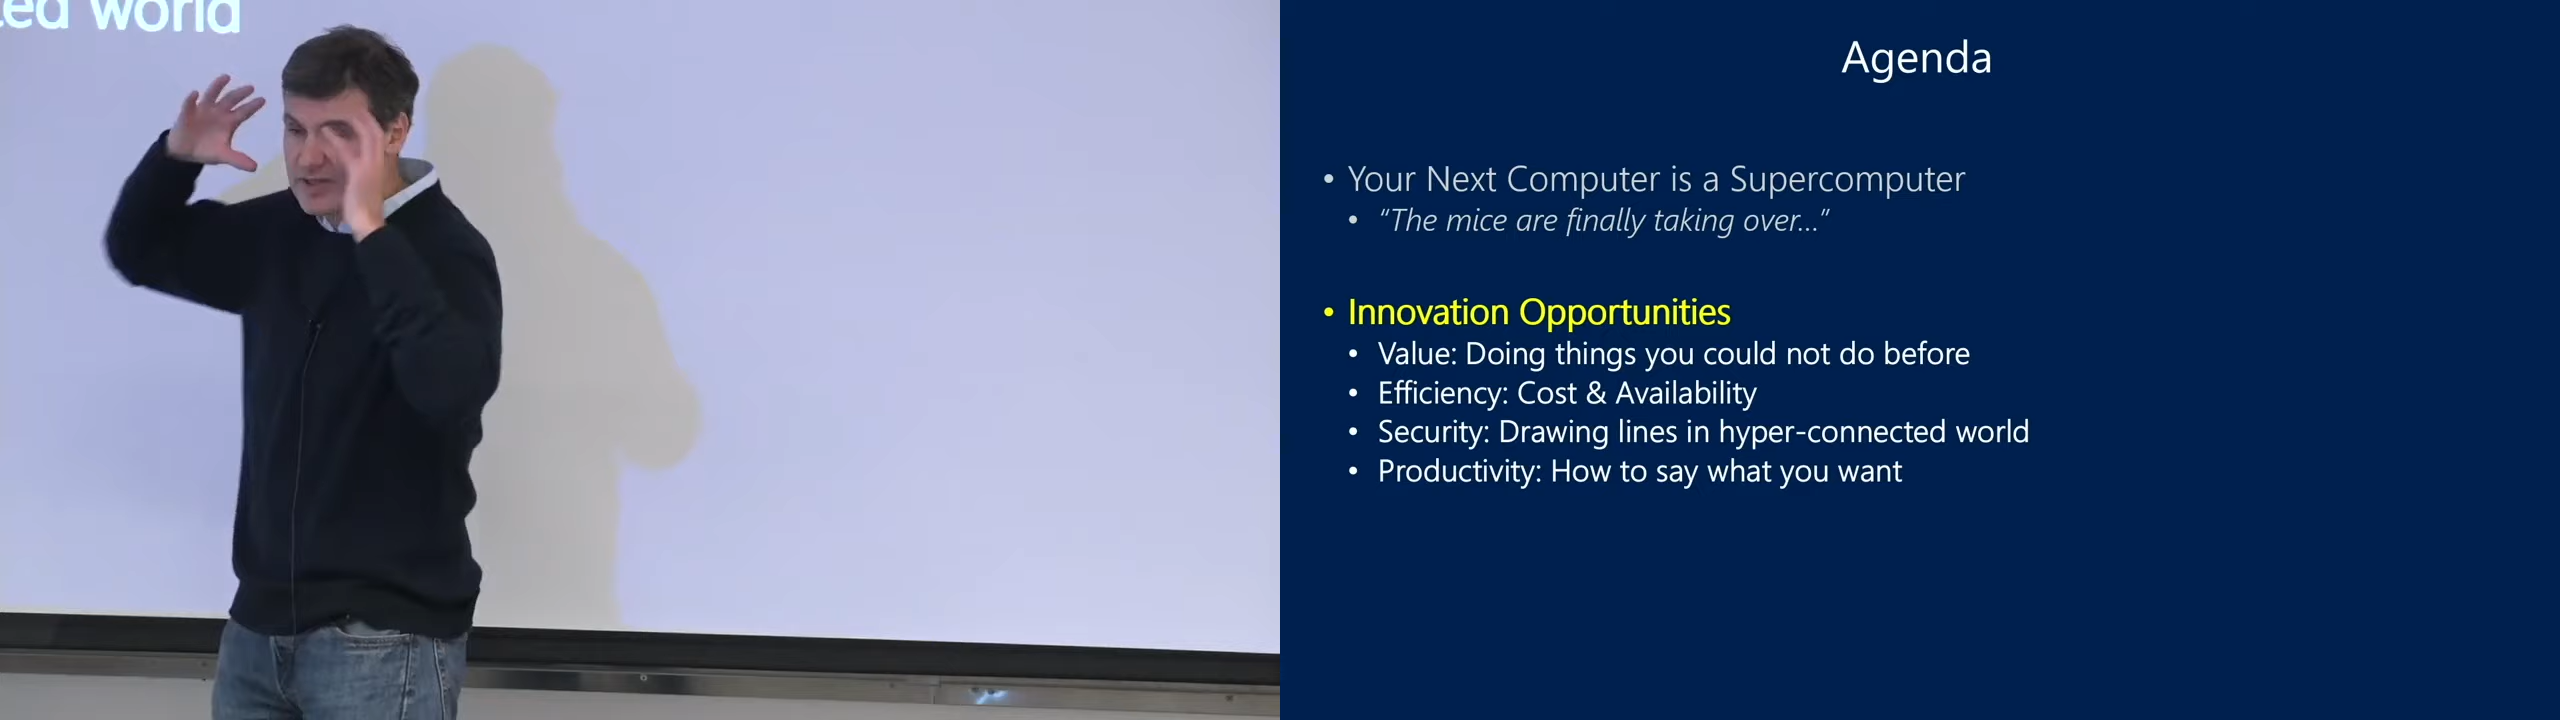 ed world
Agenda
• Your Next Computer is a Supercomputer
• “The mice are finally taking over…”
• Innovation Opportunities
• Value: Doing things you could not do before
• Efficiency: Cost & Availability
• Security: Drawing lines in hyper-connected world
• Productivity: How to say what you want